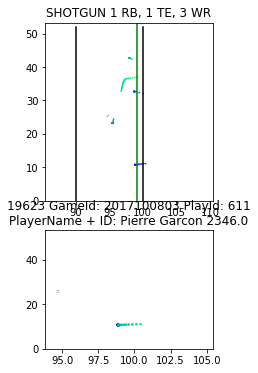 SHOTGUN 1 RB, 1 TE, 3 WR
50
40
30
20
10
0
90 95 100 105 110
19623 GameId: 2017100803 PlayId: 611
PlayerName + ID: Pierre Garcon 2346.0
40
20
0
95.0 97.5 100.0 102.5 105.0